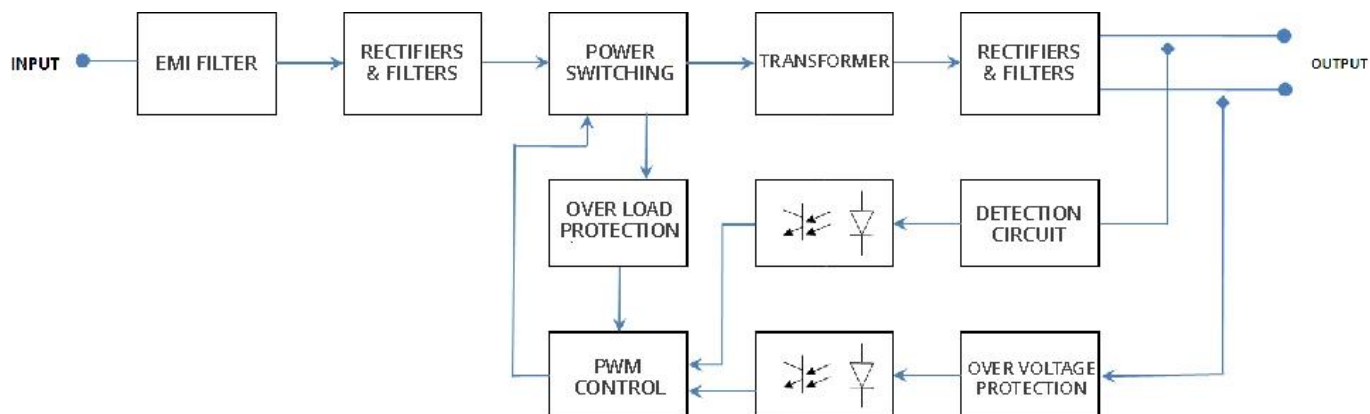 INPUT
EMI FILTER
RECTIFIERS
& FILTERS
POWER
SWITCHING
TRANSFORMER
RECTIFIERS
& FILTERS
OUTPUT
OVER LOAD
PROTECTION
DETECTION
CIRCUIT
PWM
CONTROL
OVER VOLTAGE
PROTECTION